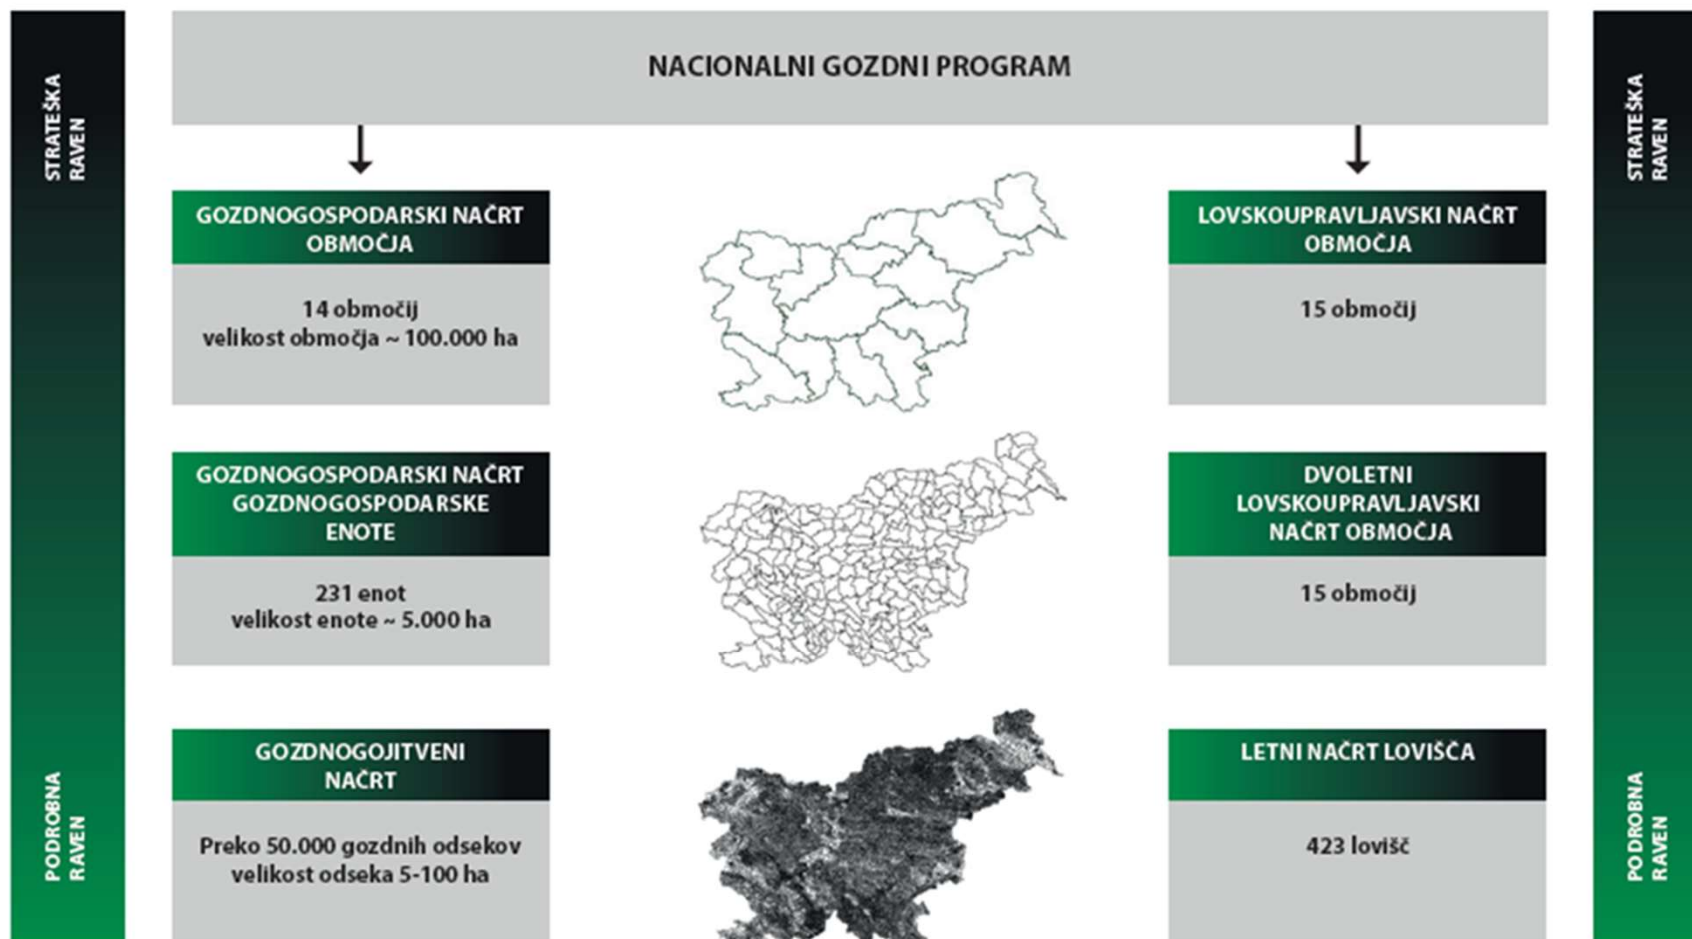 STRATEŠKA
RAVEN
NACIONALNI GOZDNI PROGRAM
STRATEŠKA
RAVEN
GOZDNOGOSPODARSKI NAČRT
OBMOČJA
14 območij
velikost območja ~ 100.000 ha
LOVSKOUPRAVLJAVSKI NAČRT
OBMOČJA
15 območij
GOZDNOGOSPODARSKI NAČRT
GOZDNOGOSPODARSKE
ENOTE
231 enot
velikost enote ~ 5.000 ha
DVOLETNI
LOVSKOUPRAVLJAVSKI
NAČRT OBMOČJA
15 območij
PODROBNA
RAVEN
GOZDNOGOJITVENI
NAČRT
Preko 50.000 gozdnih odsekov
velikost odseka 5-100 ha
LETNI NAČRT LOVIŠČA
423 lovišč
PODROBNA
RAVEN